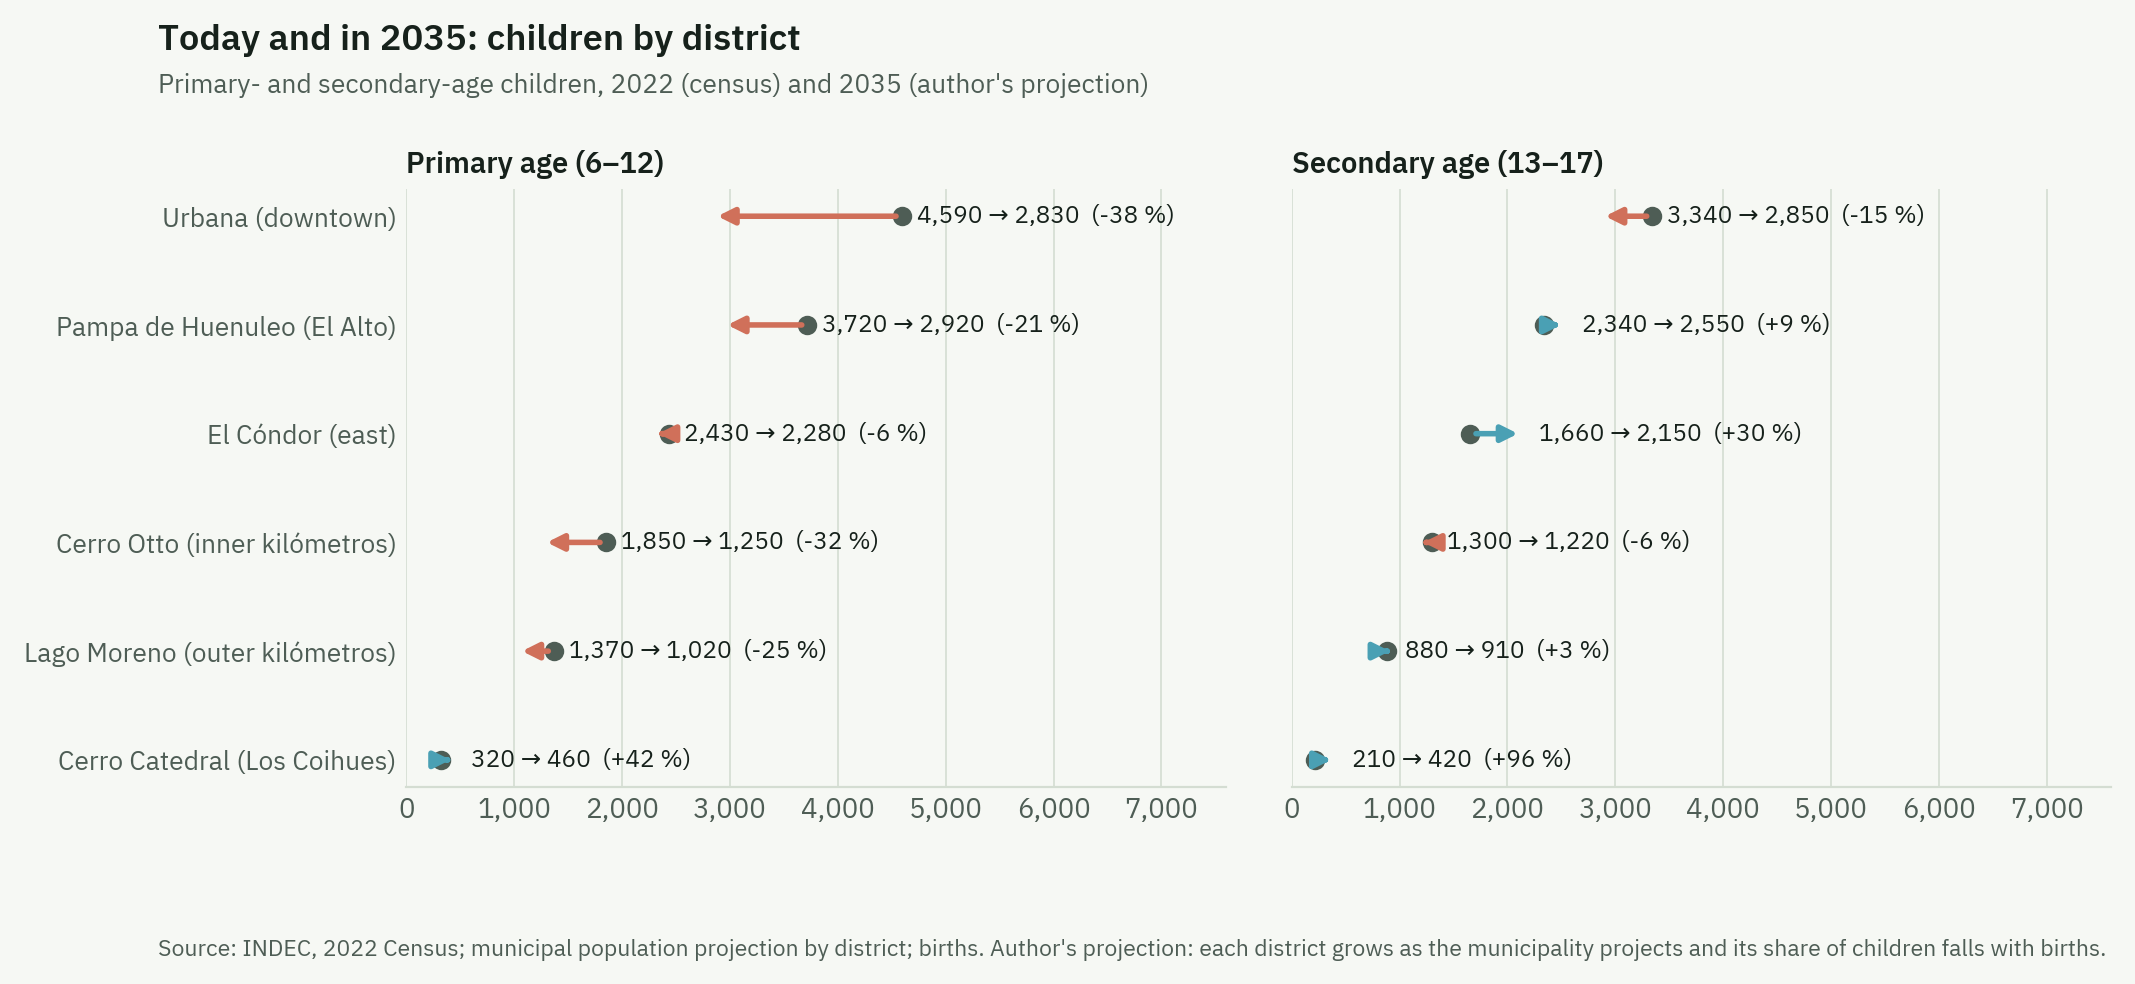 Today and in 2035: children by district
Primary- and secondary-age children, 2022 (census) and 2035 (author's projection)
Primary age (6–12)
Urbana (downtown)
4,590 → 2,830 (-38 %)
Pampa de Huenuleo (El Alto)
3,720 → 2,920 (-21 %)
El Cóndor (east)
2,430 → 2,280 (-6 %)
Cerro Otto (inner kilómetros)
1,850 → 1,250 (-32 %)
Lago Moreno (outer kilómetros)
1,370 → 1,020 (-25 %)
Cerro Catedral (Los Coihues)
320 → 460 (+42 %)
0 1,000 2,000 3,000 4,000 5,000 6,000 7,000
Secondary age (13–17)
3,340 → 2,850 (-15 %)
2,340 → 2,550 (+9 %)
1,660 → 2,150 (+30 %)
1,300 → 1,220 (-6 %)
880 → 910 (+3 %)
210 → 420 (+96 %)
0 1,000 2,000 3,000 4,000 5,000 6,000 7,000
Source: INDEC, 2022 Census; municipal population projection by district; births. Author's projection: each district grows as the municipality projects and its share of children falls with births.